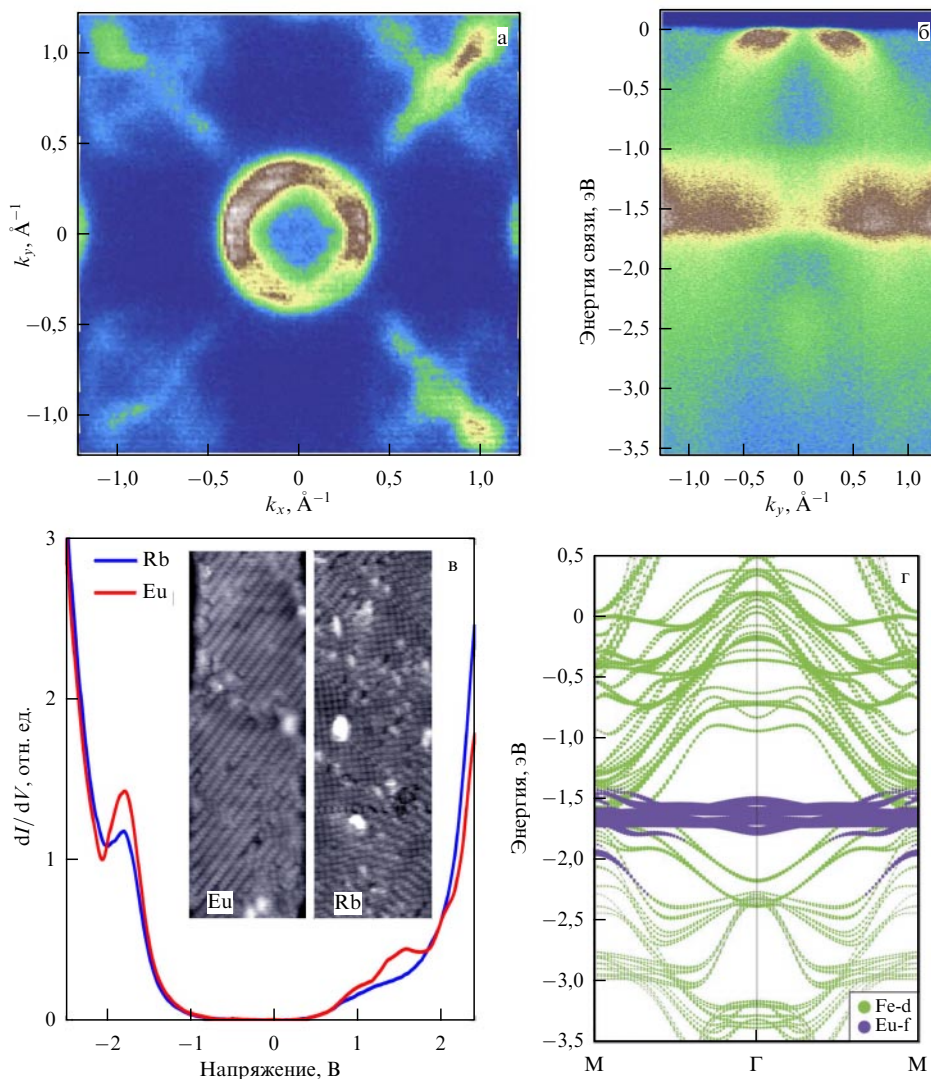 а
1,0
0,5
0
−0,5
−1,0
k_y, Å⁻¹
−1,0
−0,5
0
0,5
1,0
k_x, Å⁻¹
б
0
−0,5
−1,0
−1,5
−2,0
−2,5
−3,0
−3,5
Энергия связи, эВ
−1,0
−0,5
0
0,5
1,0
k_y, Å⁻¹
в
3
2
1
0
dI/dV, отн. ед.
Rb
Eu
Eu
Rb
−2
−1
0
1
2
Напряжение, В
г
0,5
0
−0,5
−1,0
−1,5
−2,0
−2,5
−3,0
−3,5
Энергия, эВ
Fe-d
Eu-f
М
Г
М